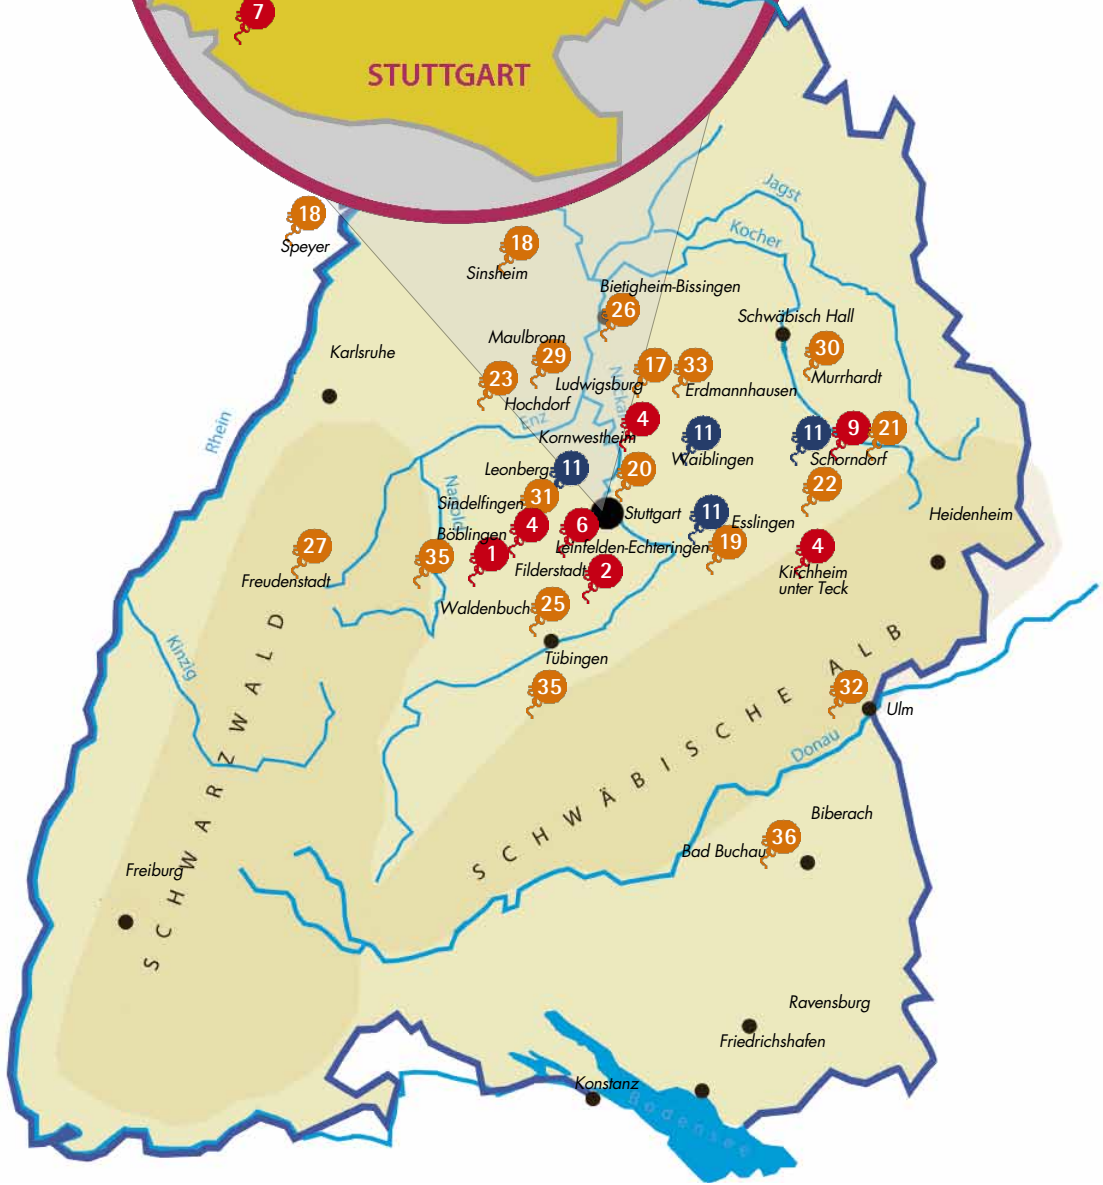 7
STUTTGART
Jagst
18
Speyer
Kocher
18
Sinsheim
Bietigheim-Bissingen
26
Schwäbisch Hall
Maulbronn
30
Karlsruhe
29
17
33
23
Ludwigsburg
Murrhardt
Erdmannhausen
Hochdorf
Neckar
Enz
4
Rhein
Kornwestheim
11
11
9
21
Waiblingen
Schorndorf
Leonberg
11
20
22
Nagold
Sindelfingen
31
Stuttgart
11
Heidenheim
Esslingen
Böblingen
4
6
27
35
1
Leinfelden-Echteringen
19
4
Filderstadt
2
Kirchheim
unter Teck
Freudenstadt
Waldenbuch
25
Kinzig
Tübingen
35
32
Ulm
SCHWARZWALD
SCHWÄBISCHE ALB
Donau
Biberach
36
Bad Buchau
Freiburg
Ravensburg
Friedrichshafen
Konstanz
Bodensee